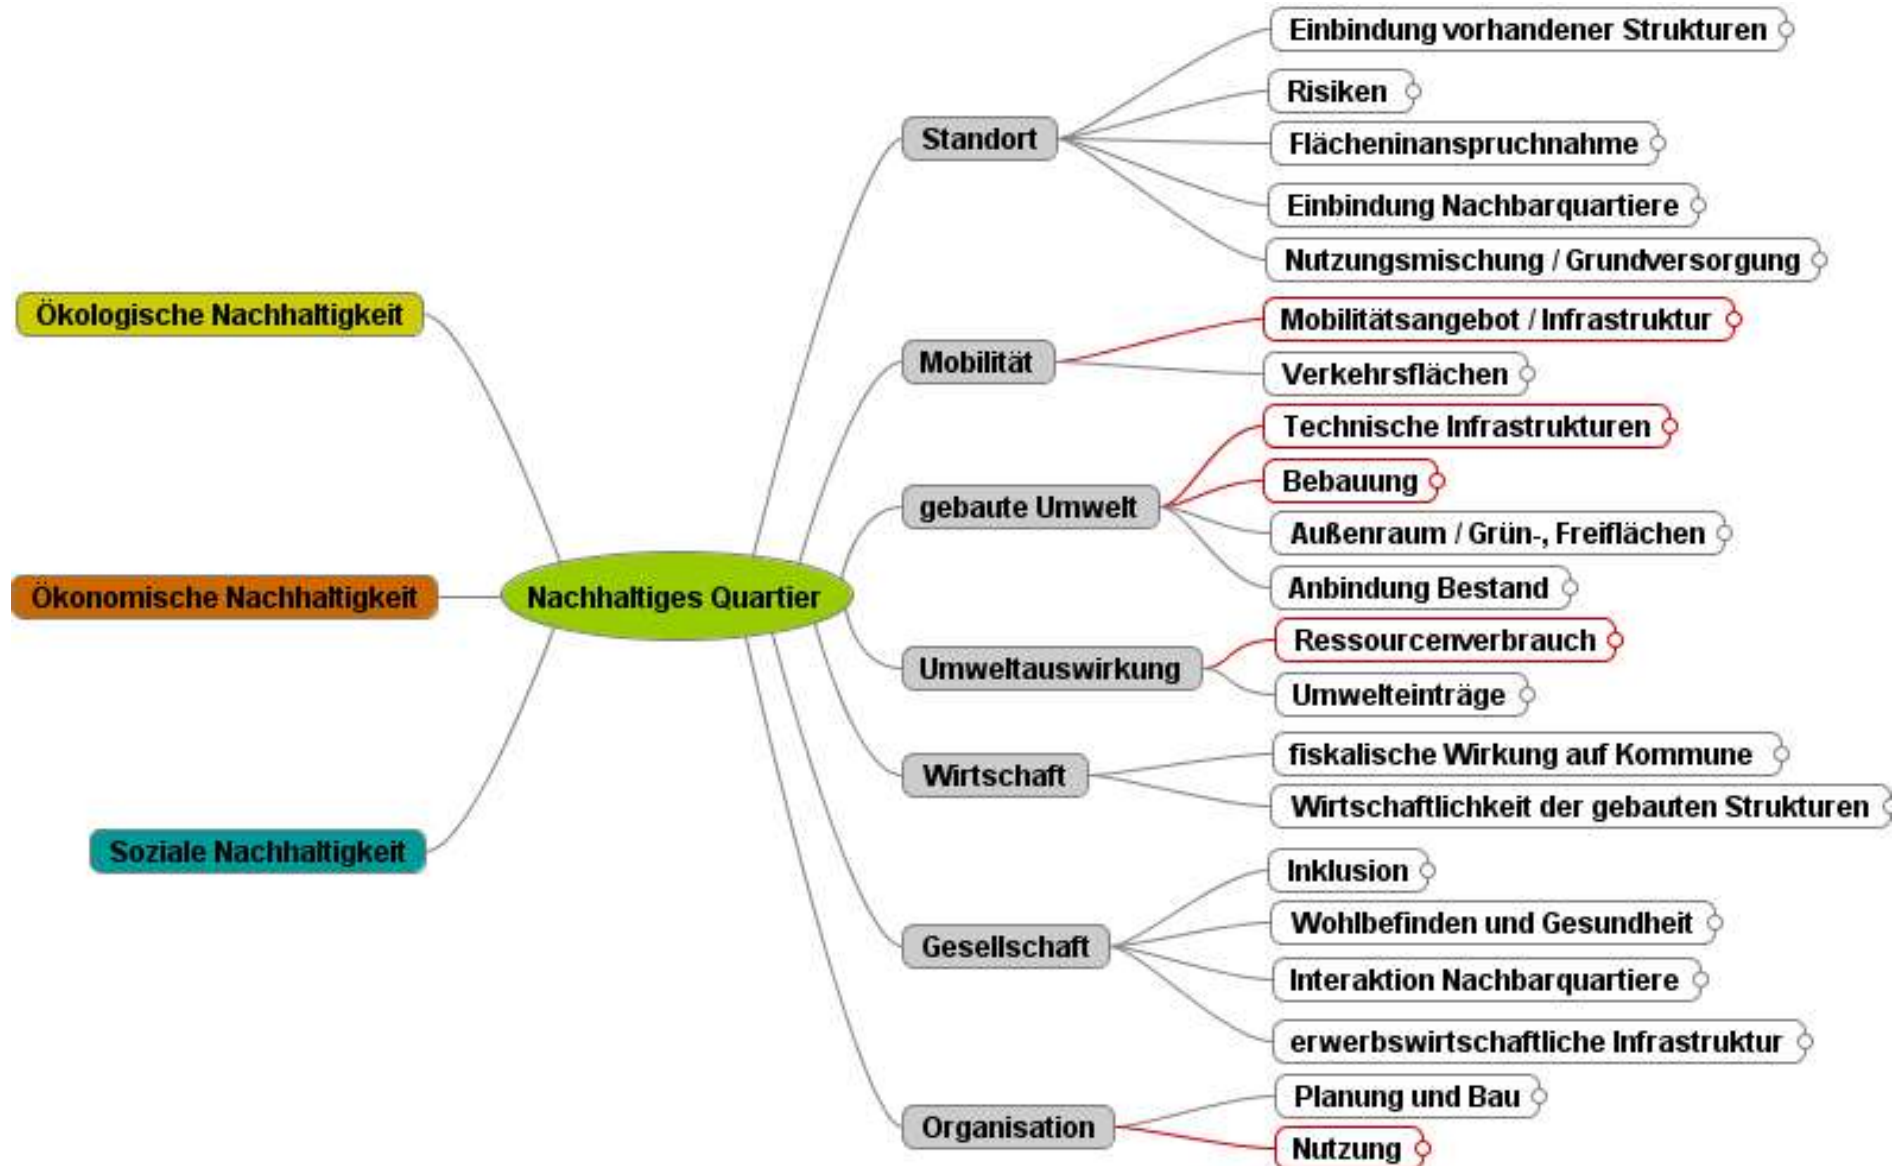 Ökologische Nachhaltigkeit
Ökonomische Nachhaltigkeit
Soziale Nachhaltigkeit
Nachhaltiges Quartier
Standort
Einbindung vorhandener Strukturen
Risiken
Flächeninanspruchnahme
Einbindung Nachbarquartiere
Nutzungsmischung / Grundversorgung
Mobilität
Mobilitätsangebot / Infrastruktur
Verkehrsflächen
gebaute Umwelt
Technische Infrastrukturen
Bebauung
Außenraum / Grün-, Freiflächen
Anbindung Bestand
Umweltauswirkung
Ressourcenverbrauch
Umwelteinträge
Wirtschaft
fiskalische Wirkung auf Kommune
Wirtschaftlichkeit der gebauten Strukturen
Gesellschaft
Inklusion
Wohlbefinden und Gesundheit
Interaktion Nachbarquartiere
erwerbswirtschaftliche Infrastruktur
Organisation
Planung und Bau
Nutzung